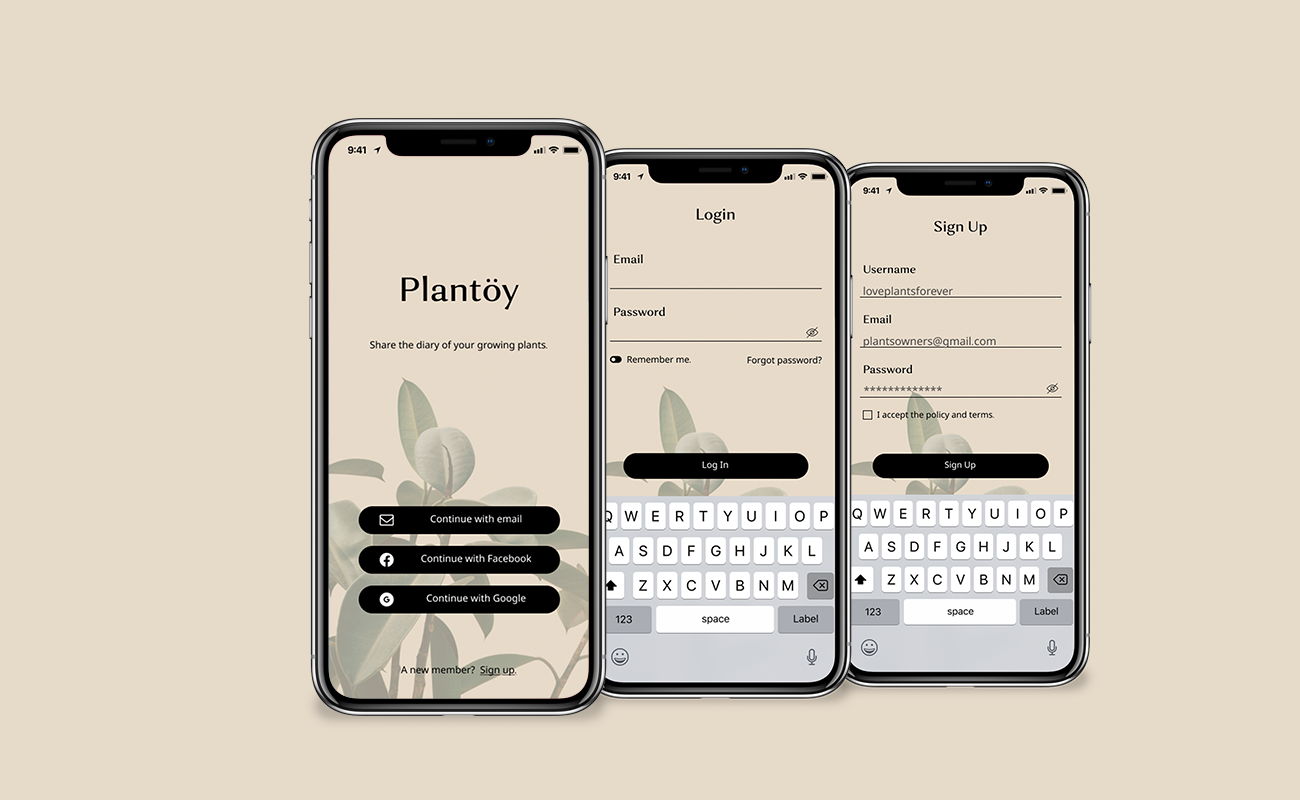 9:41
Plantöy
Share the diary of your growing plants.
Continue with email
Continue with Facebook
G Continue with Google
A new member? Sign up.
9:41
Login
Email
Password
Remember me. Forgot password?
Log In
Q W E R T Y U I O P
A S D F G H J K L
Z X C V B N M
123 space Label
9:41
Sign Up
Username
loveplantsforever
Email
plantsowners@gmail.com
Password
*************
I accept the policy and terms.
Sign Up
Q W E R T Y U I O P
A S D F G H J K L
Z X C V B N M
123 space Label